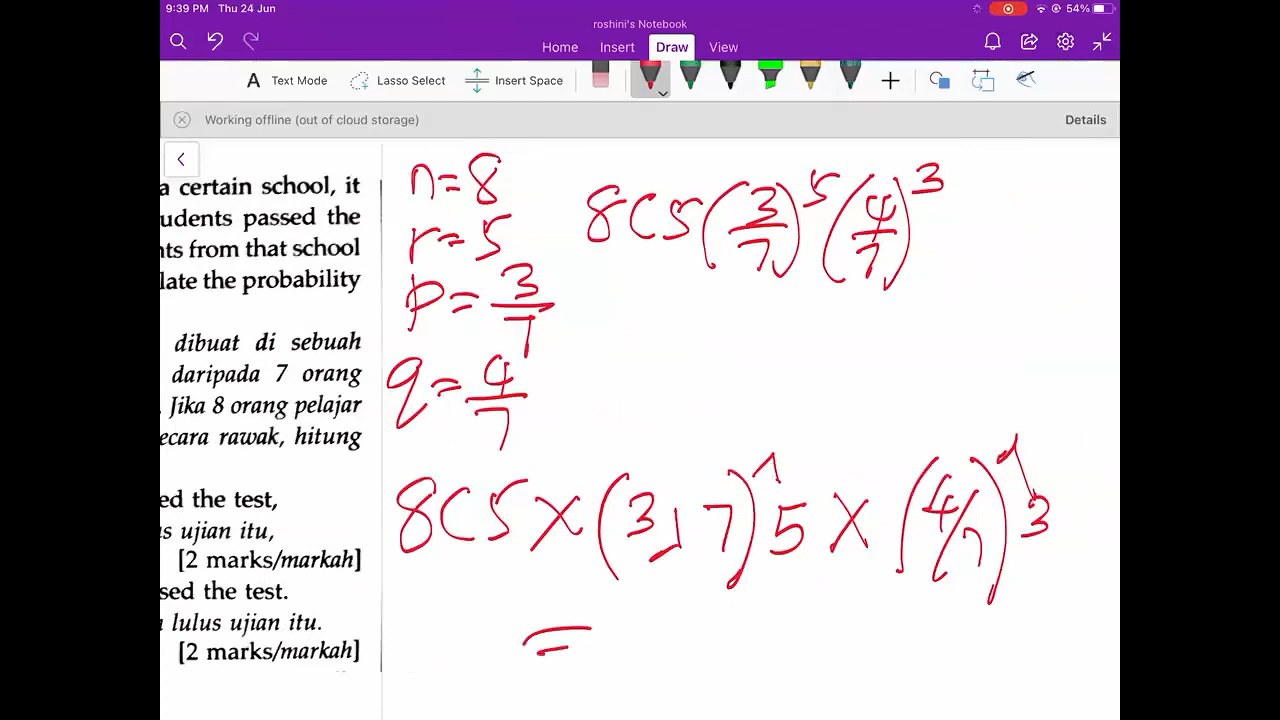 9:39 PM Thu 24 Jun
54%
roshini's Notebook
Home Insert Draw View
A Text Mode Lasso Select Insert Space
Working offline (out of cloud storage) Details
a certain school, it
udents passed the
nts from that school
late the probability
dibuat di sebuah
daripada 7 orang
. Jika 8 orang pelajar
ecara rawak, hitung
ed the test,
us ujian itu,
[2 marks/markah]
sed the test.
lulus ujian itu.
[2 marks/markah]
n=8
r=5
p=3/7
q=4/7
8C5(3/7)^5(4/7)^3
8C5×(3⌋7)^5×(4/7)^3
=